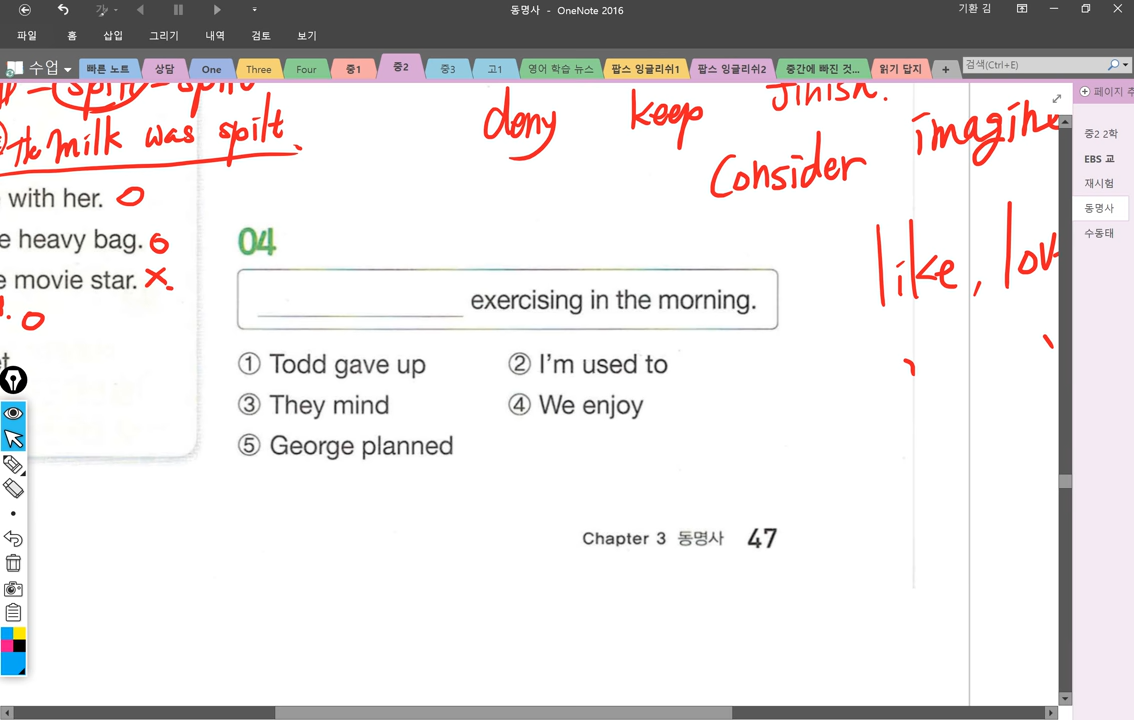 동명사 - OneNote 2016
기환 김
파일 홈 삽입 그리기 내역 검토 보기
수업 빠른 노트 상담 One Three Four 중1 중2 중3 고1 영어 학습 뉴스 팝스 잉글리쉬1 팝스 잉글리쉬2 중간에 빠진 것... 읽기 답지 + 검색(Ctrl+E)
페이지 추
중2 2학
EBS 교
재시험
동명사
수동태
spilt - spilt
The milk was spilt.
deny keep finish.
Consider imagine
like, lov
with her. O
e heavy bag. O
e movie star. X
O
04
exercising in the morning.
① Todd gave up ② I'm used to
③ They mind ④ We enjoy
⑤ George planned
Chapter 3 동명사 47